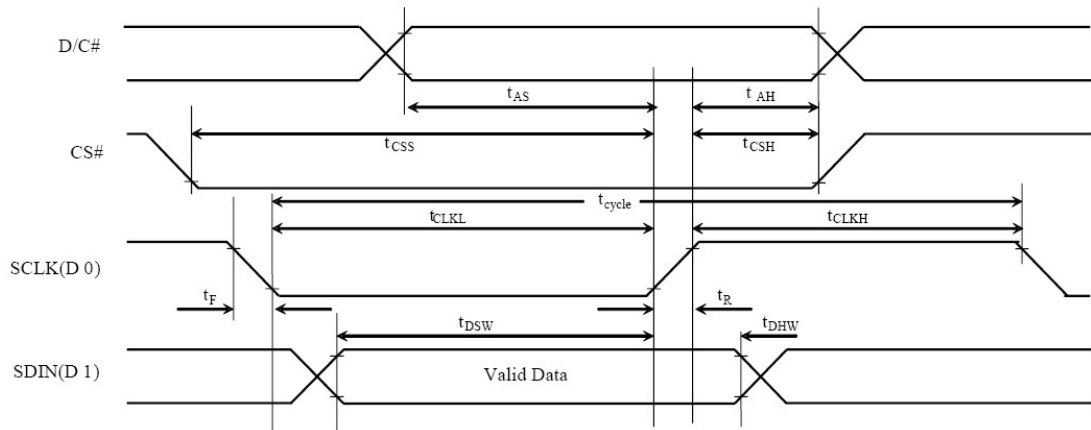 D/C#
tAS
t AH
CS#
tCSS
tCSH
tcycle
tCLKL
tCLKH
SCLK(D 0)
tF
tR
tDSW
tDHW
SDIN(D 1)
Valid Data